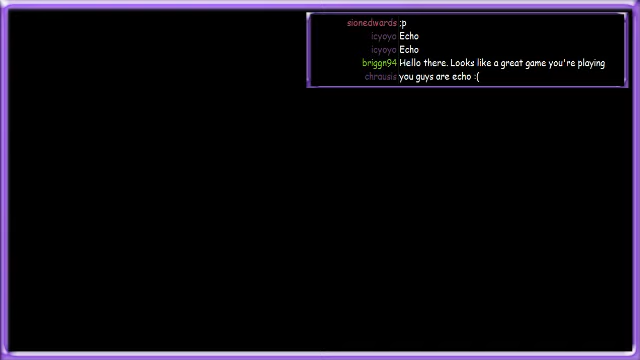 sionedwards :p
icyoyo Echo
icyoyo Echo
briggn94 Hello there. Looks like a great game you're playing
chrausis you guys are echo :(